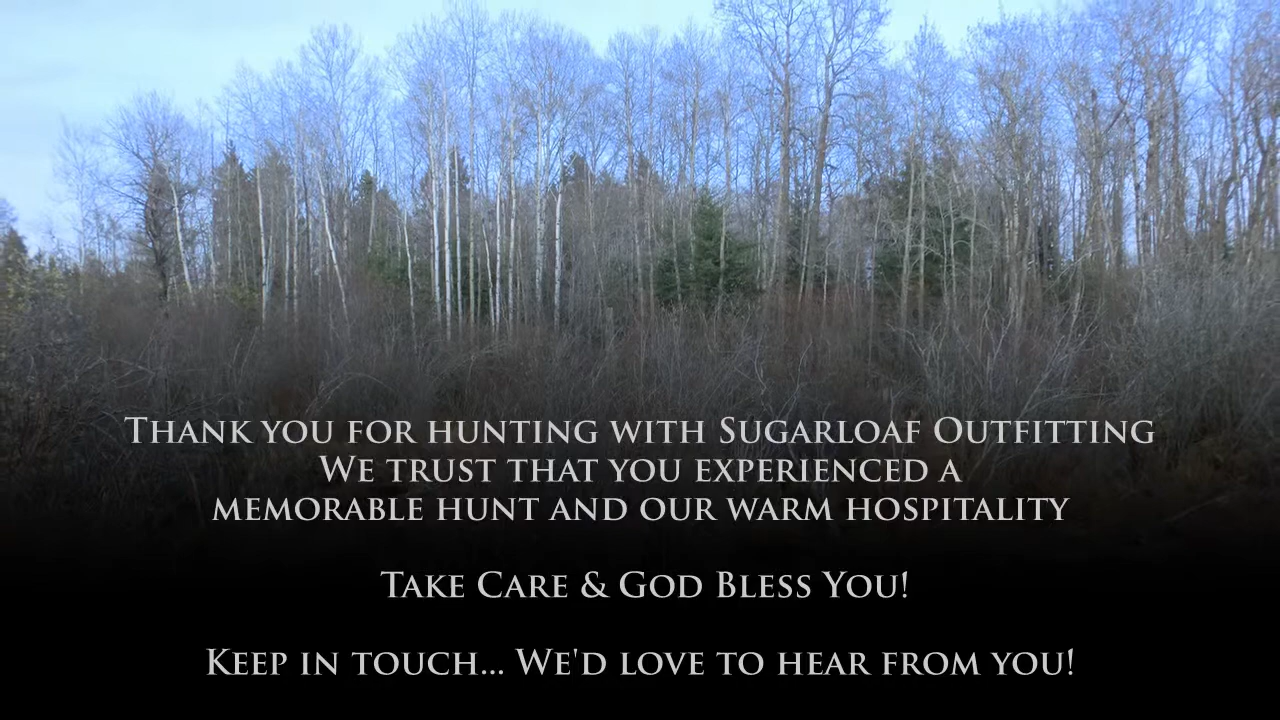 Thank you for hunting with Sugarloaf Outfitting
We trust that you experienced a
memorable hunt and our warm hospitality
Take Care & God Bless You!
Keep in touch... We'd love to hear from you!